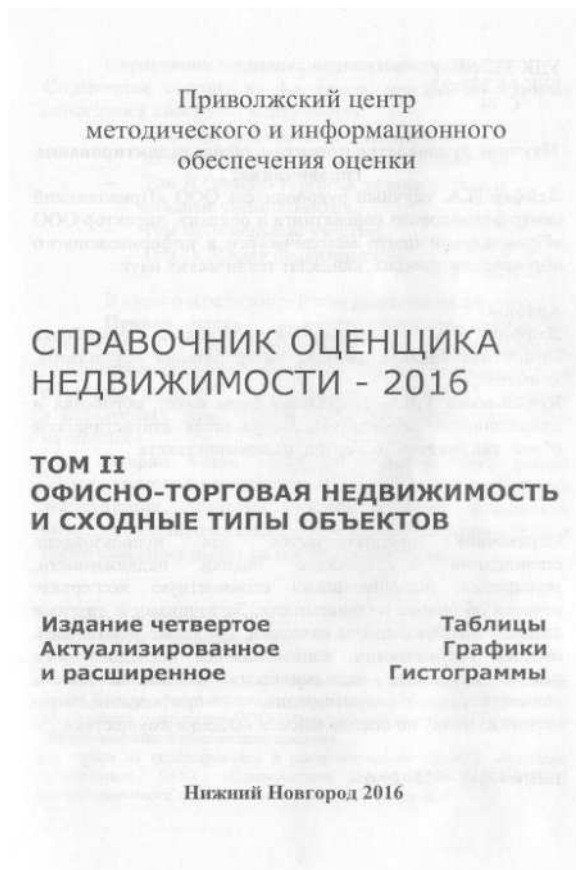 Приволжский центр
методического и информационного
обеспечения оценки
СПРАВОЧНИК ОЦЕНЩИКА
НЕДВИЖИМОСТИ - 2016
ТОМ II
ОФИСНО-ТОРГОВАЯ НЕДВИЖИМОСТЬ
И СХОДНЫЕ ТИПЫ ОБЪЕКТОВ
Издание четвертое Таблицы
Актуализированное Графики
и расширенное Гистограммы
Нижний Новгород 2016